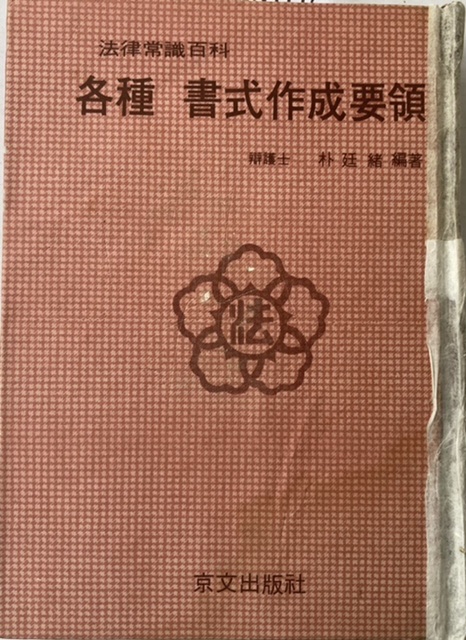 法律常識百科
各種 書式作成要領
辯護士 朴廷緖 編著
法
京文出版社